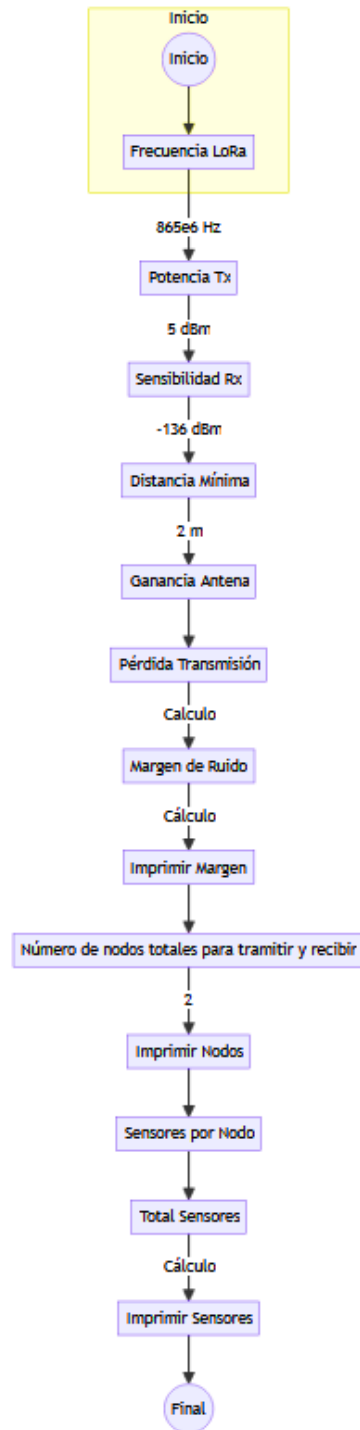 Inicio
Inicio
Frecuencia LoRa
865e6 Hz
Potencia Tx
5 dBm
Sensibilidad Rx
-136 dBm
Distancia Mínima
2 m
Ganancia Antena
Pérdida Transmisión
Calculo
Margen de Ruido
Cálculo
Imprimir Margen
Número de nodos totales para tramitir y recibir
2
Imprimir Nodos
Sensores por Nodo
Total Sensores
Cálculo
Imprimir Sensores
Final